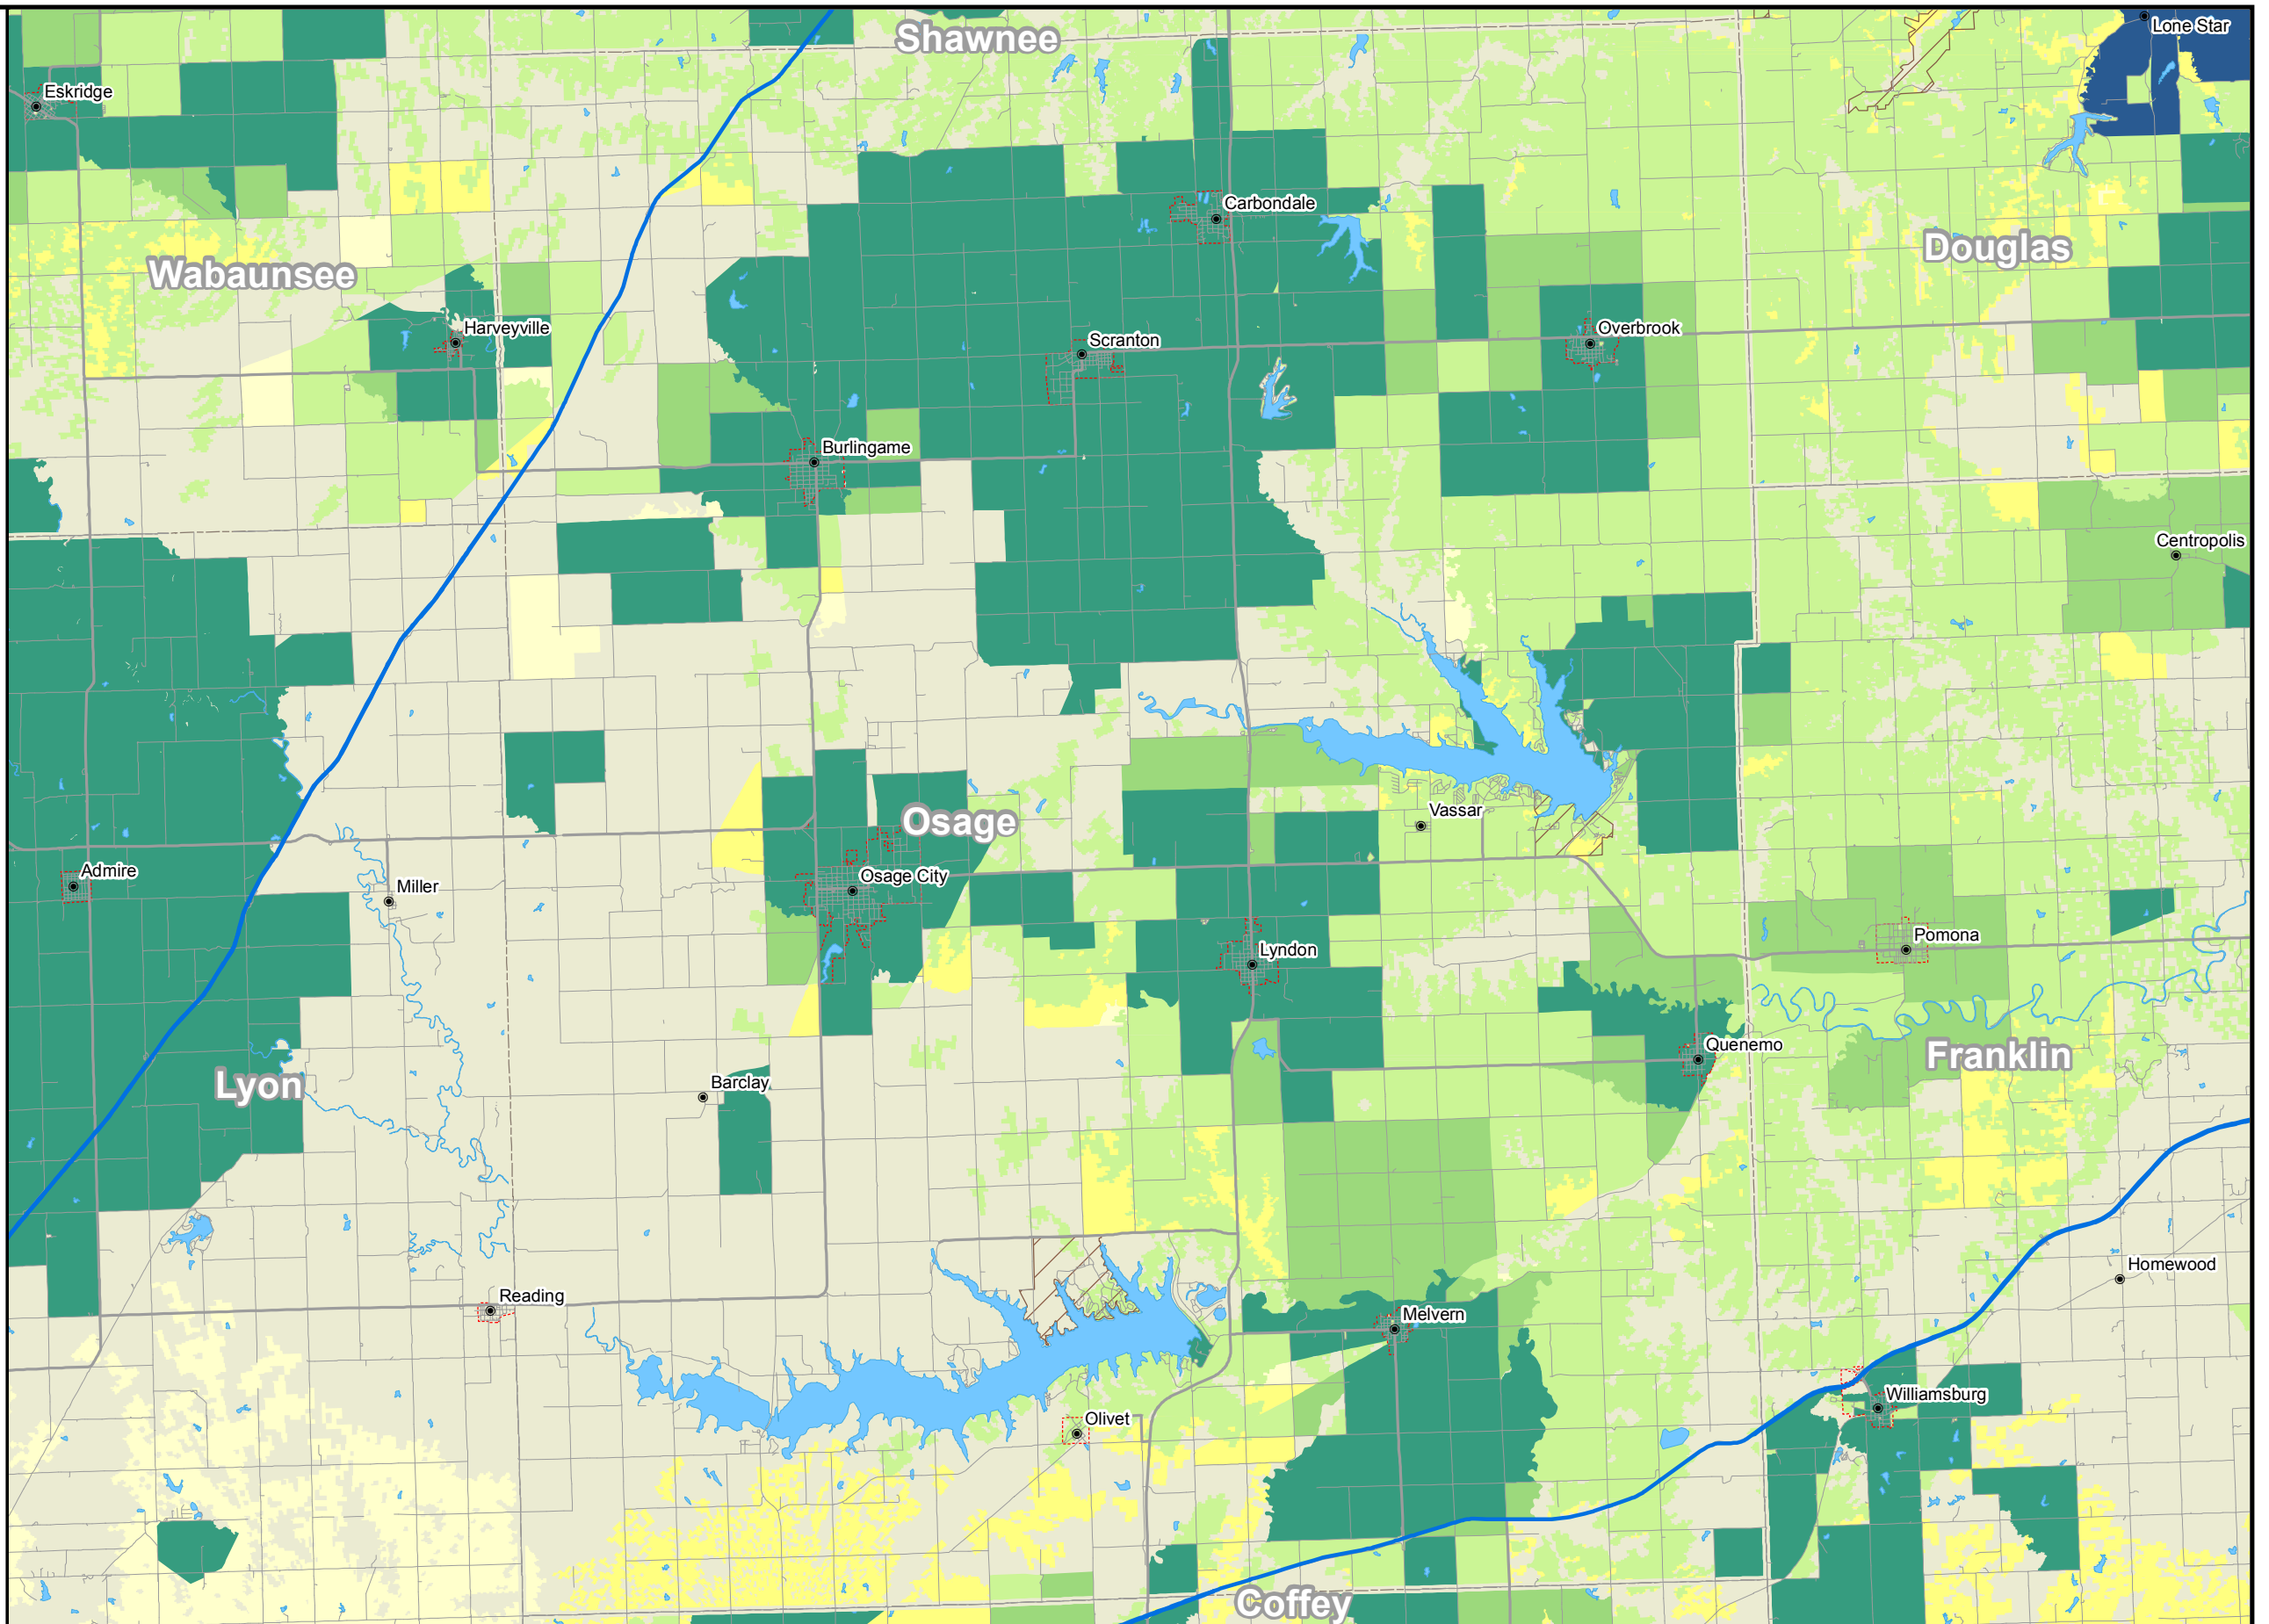 Lone Star
Shawnee
Eskridge
Carbondale
Douglas
Wabaunsee
Harveyville
Overbrook
Scranton
Burlingame
Centropolis
Vassar
Osage
Admire
Osage City
Miller
Pomona
Lyndon
Quenemo
Franklin
Barclay
Lyon
Homewood
Reading
Melvern
Williamsburg
Olivet
Coffey